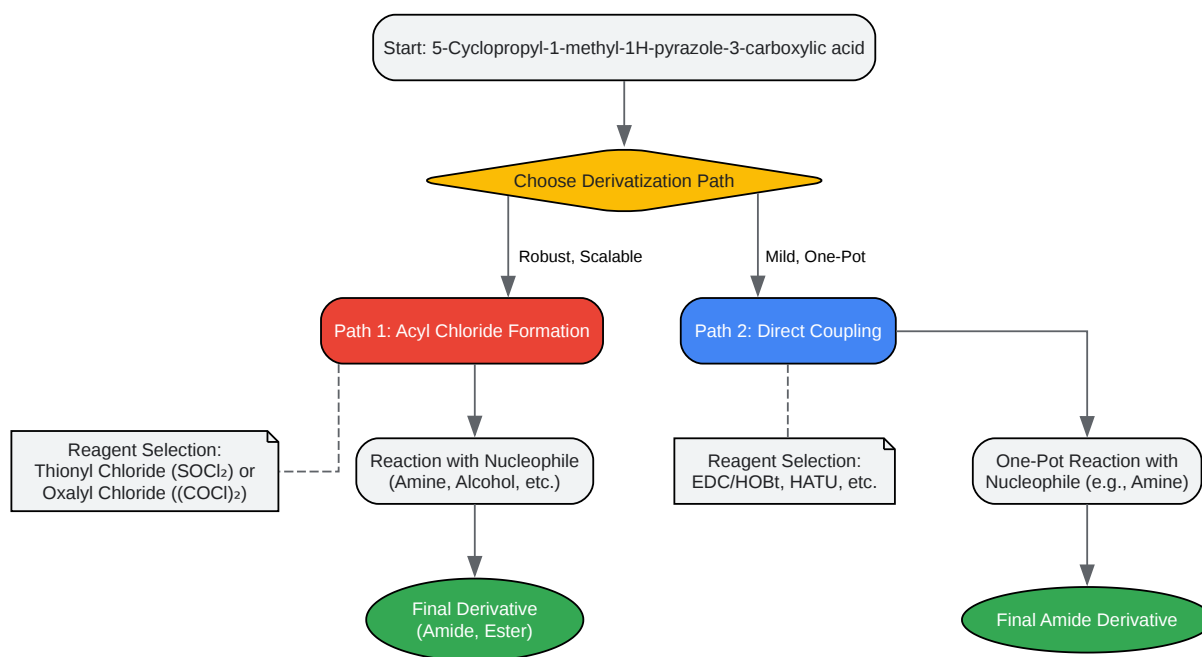 Start: 5-Cyclopropyl-1-methyl-1H-pyrazole-3-carboxylic acid
Choose Derivatization Path
Robust, Scalable
Mild, One-Pot
Path 1: Acyl Chloride Formation
Path 2: Direct Coupling
Reagent Selection:
Thionyl Chloride (SOCl₂) or
Oxalyl Chloride ((COCl)₂)
Reaction with Nucleophile
(Amine, Alcohol, etc.)
Reagent Selection:
EDC/HOBt, HATU, etc.
One-Pot Reaction with
Nucleophile (e.g., Amine)
Final Derivative
(Amide, Ester)
Final Amide Derivative